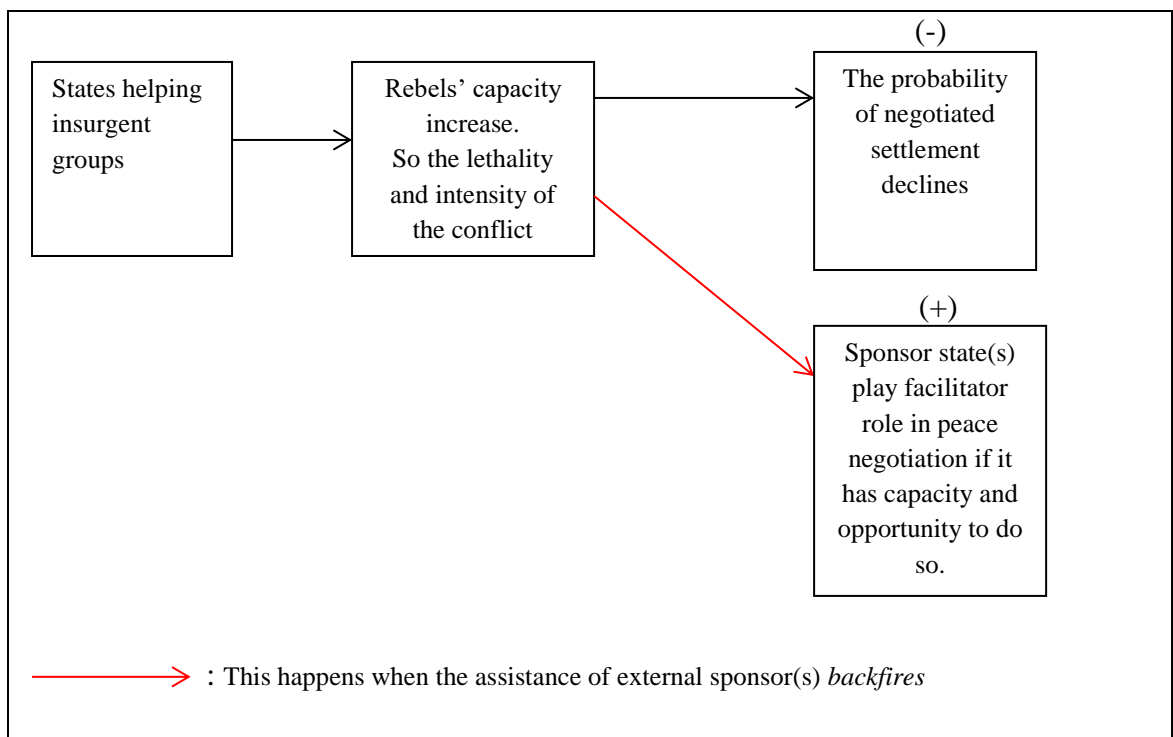 States helping
insurgent
groups
Rebels’ capacity
increase.
So the lethality
and intensity of
the conflict
(-)
The probability
of negotiated
settlement
declines
(+)
Sponsor state(s)
play facilitator
role in peace
negotiation if it
has capacity and
opportunity to do
so.
: This happens when the assistance of external sponsor(s) backfires